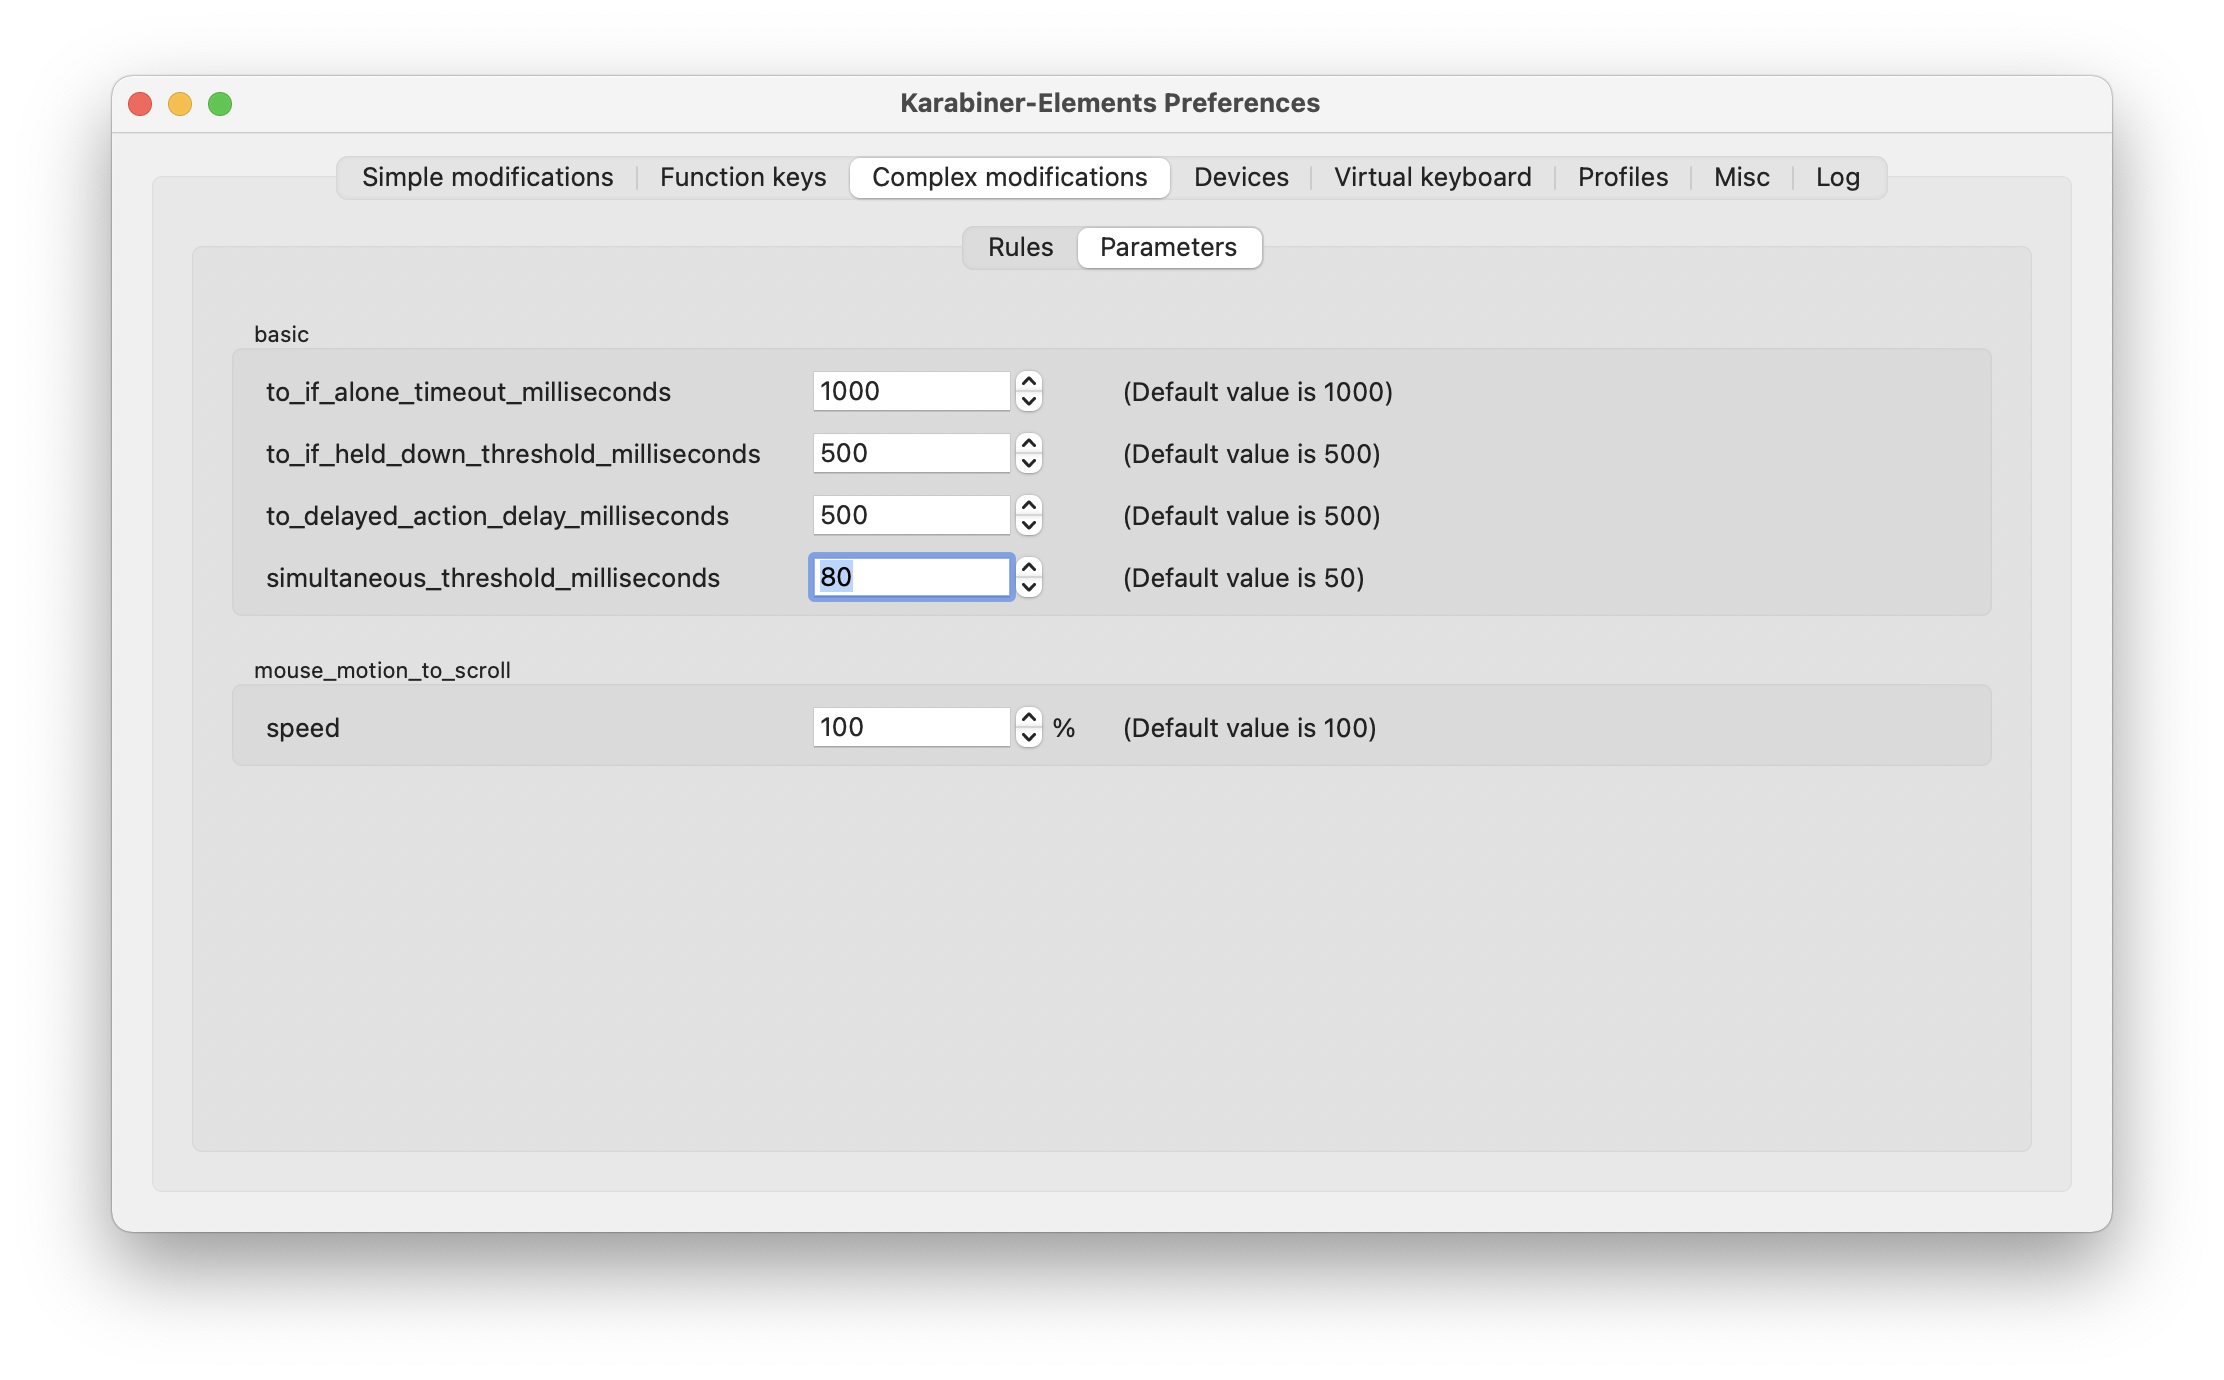 Karabiner-Elements Preferences
Simple modifications Function keys Complex modifications Devices Virtual keyboard Profiles Misc Log
Rules Parameters
basic
to_if_alone_timeout_milliseconds 1000 (Default value is 1000)
to_if_held_down_threshold_milliseconds 500 (Default value is 500)
to_delayed_action_delay_milliseconds 500 (Default value is 500)
simultaneous_threshold_milliseconds 80 (Default value is 50)
mouse_motion_to_scroll
speed 100 % (Default value is 100)